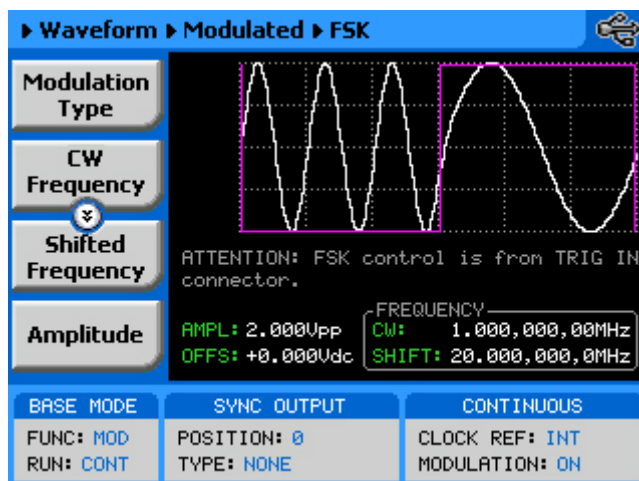 Waveform Modulated FSK
Modulation
Type
CW
Frequency
Shifted
Frequency
Amplitude
ATTENTION: FSK control is from TRIG IN
connector.
FREQUENCY
AMPL: 2.000Vpp CW: 1.000,000,00MHz
OFFS: +0.000Vdc SHIFT: 20.000,000,0MHz
BASE MODE SYNC OUTPUT CONTINUOUS
FUNC: MOD POSITION: 0 CLOCK REF: INT
RUN: CONT TYPE: NONE MODULATION: ON